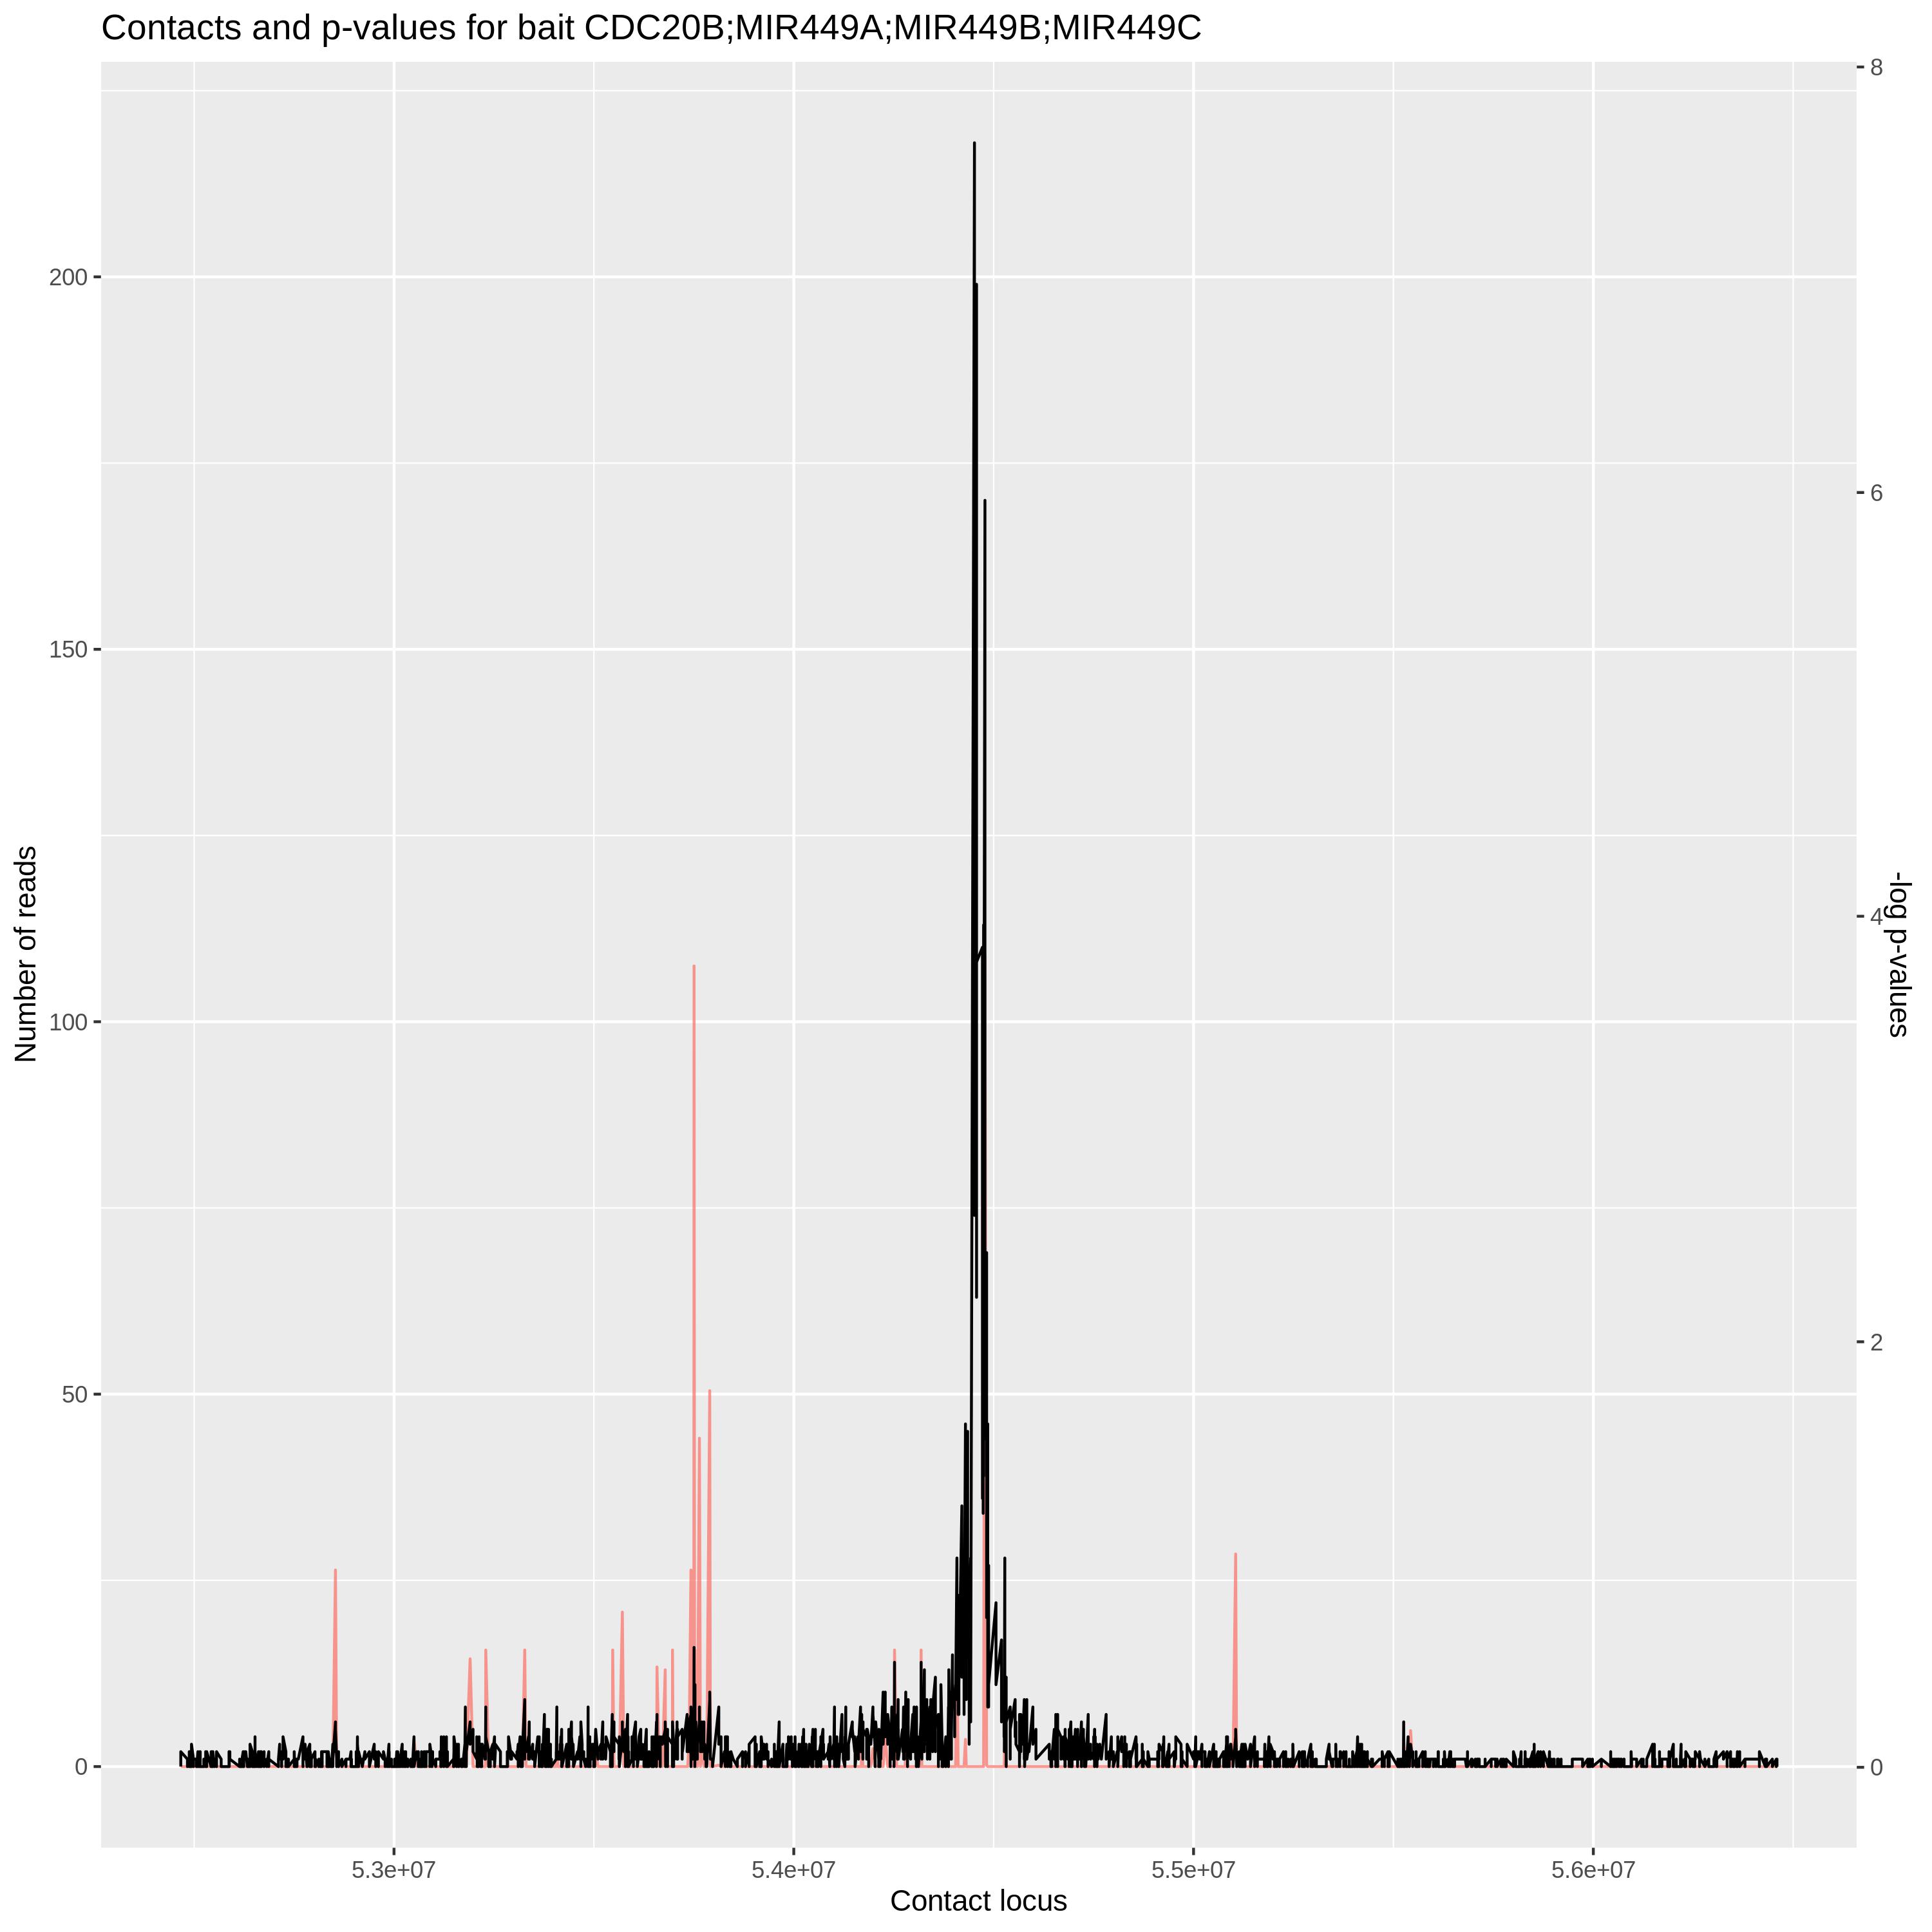 Contacts and p-values for bait CDC20B;MIR449A;MIR449B;MIR449C
8
200
6
150
Number of reads
-log p-values
4
100
2
50
0
0
5.3e+07
5.4e+07
5.5e+07
5.6e+07
Contact locus